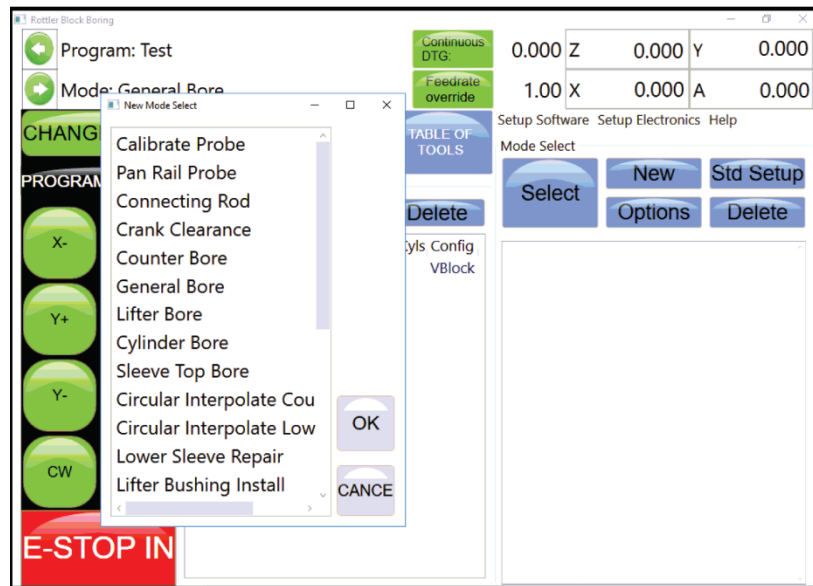 Rottler Block Boring
Program: Test
Mode: General Bore
Continuous
DTG:
Feedrate
override
0.000 Z 0.000 Y 0.000
1.00 X 0.000 A 0.000
CHANG
PROGRAM
X-
Y+
Y-
CW
E-STOP IN
New Mode Select
Calibrate Probe
Pan Rail Probe
Connecting Rod
Crank Clearance
Counter Bore
General Bore
Lifter Bore
Cylinder Bore
Sleeve Top Bore
Circular Interpolate Cou
Circular Interpolate Low
Lower Sleeve Repair
Lifter Bushing Install
OK
CANCE
TABLE OF
TOOLS
Delete
Cyls Config
VBlock
Setup Software Setup Electronics Help
Mode Select
Select
New
Std Setup
Options
Delete